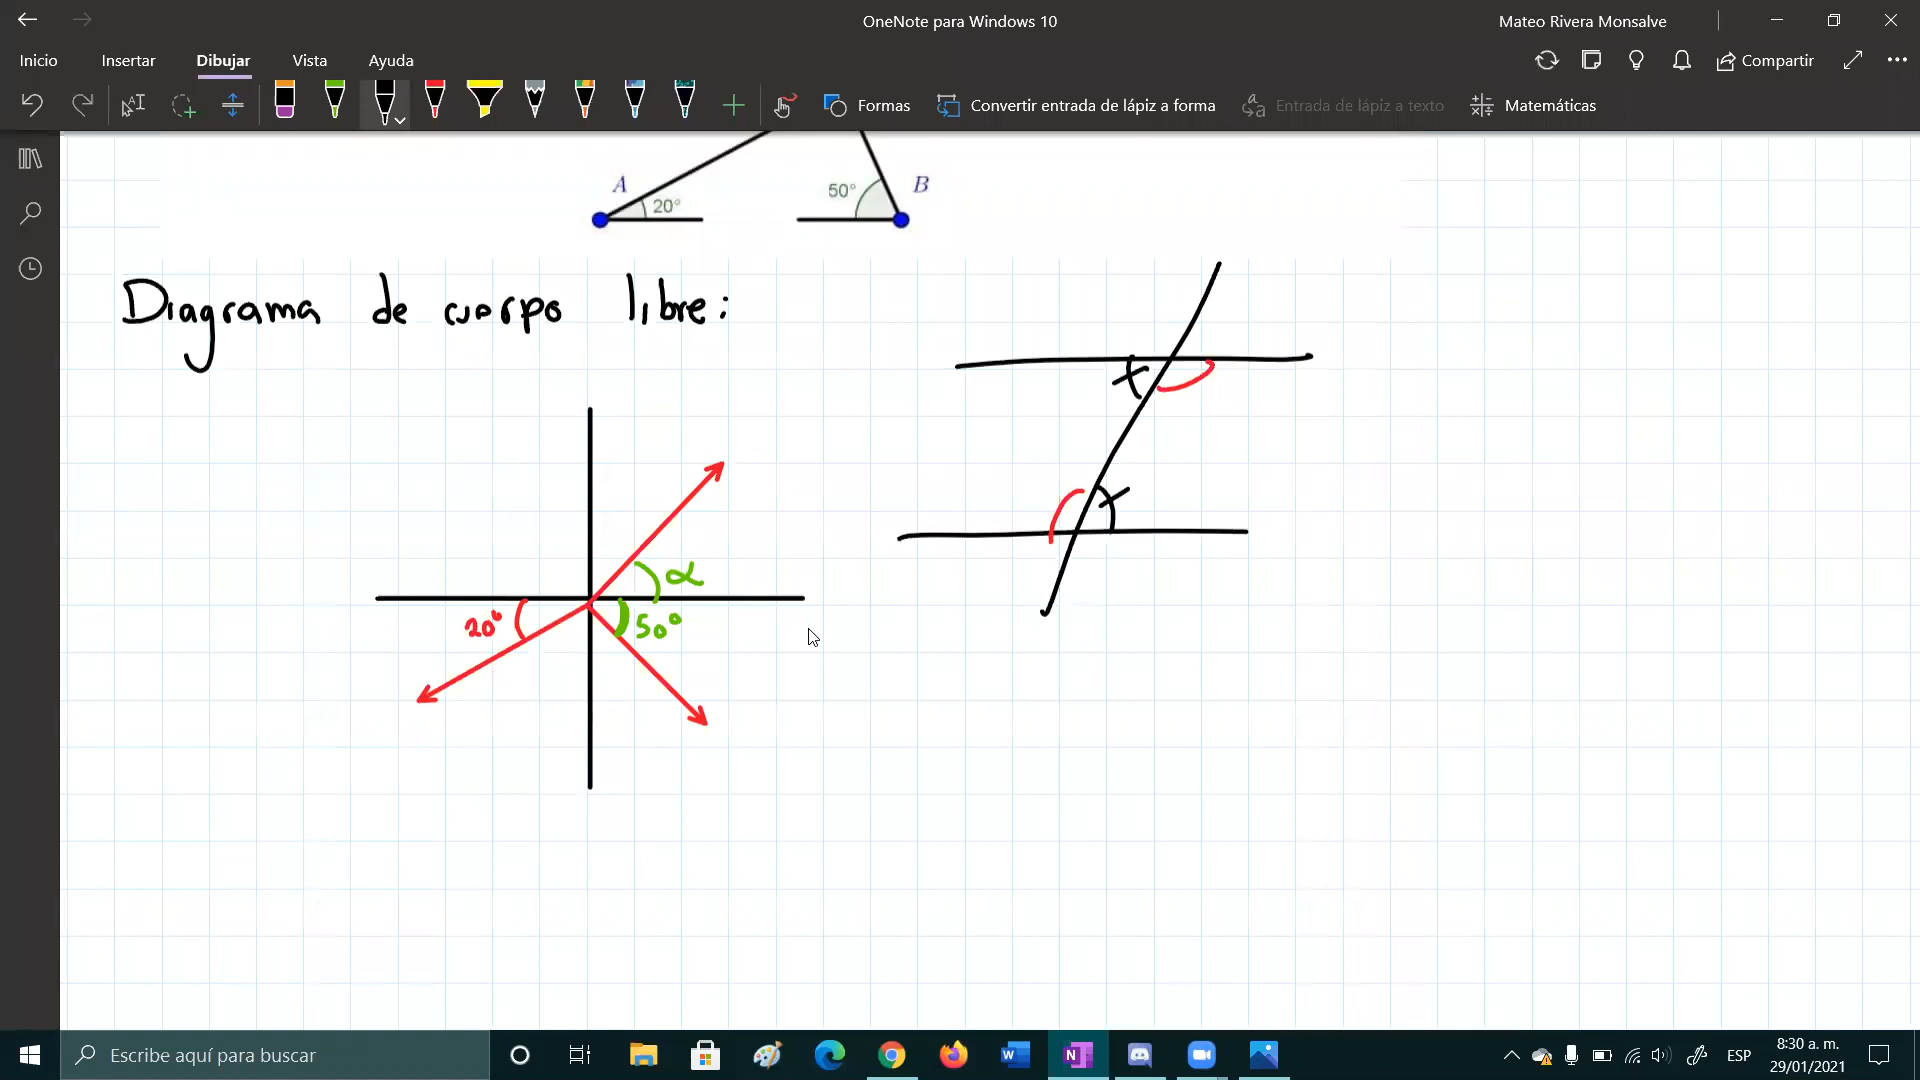 OneNote para Windows 10
Mateo Rivera Monsalve
Inicio Insertar Dibujar Vista Ayuda
Compartir
Formas Convertir entrada de lápiz a forma Entrada de lápiz a texto Matemáticas
A 20° 50° B
Diagrama de cuerpo libre:
x
x
α
20° 50°
Escribe aquí para buscar
ESP
8:30 a. m.
29/01/2021